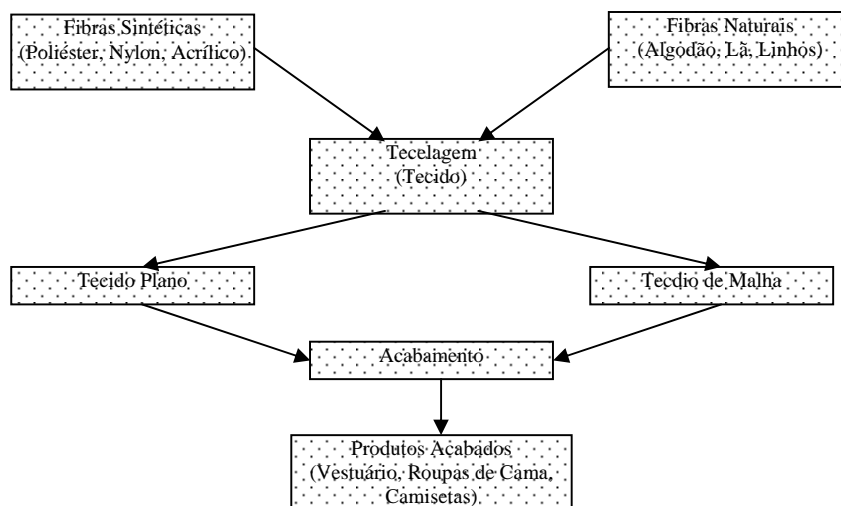 Fibras Sintéticas
(Poliéster, Nylon, Acrílico)
Fibras Naturais
(Algodão, Lã, Linhos)
Tecelagem
(Tecido)
Tecido Plano
Tecdio de Malha
Acabamento
Produtos Acabados
(Vestuário, Roupas de Cama,
Camisetas)